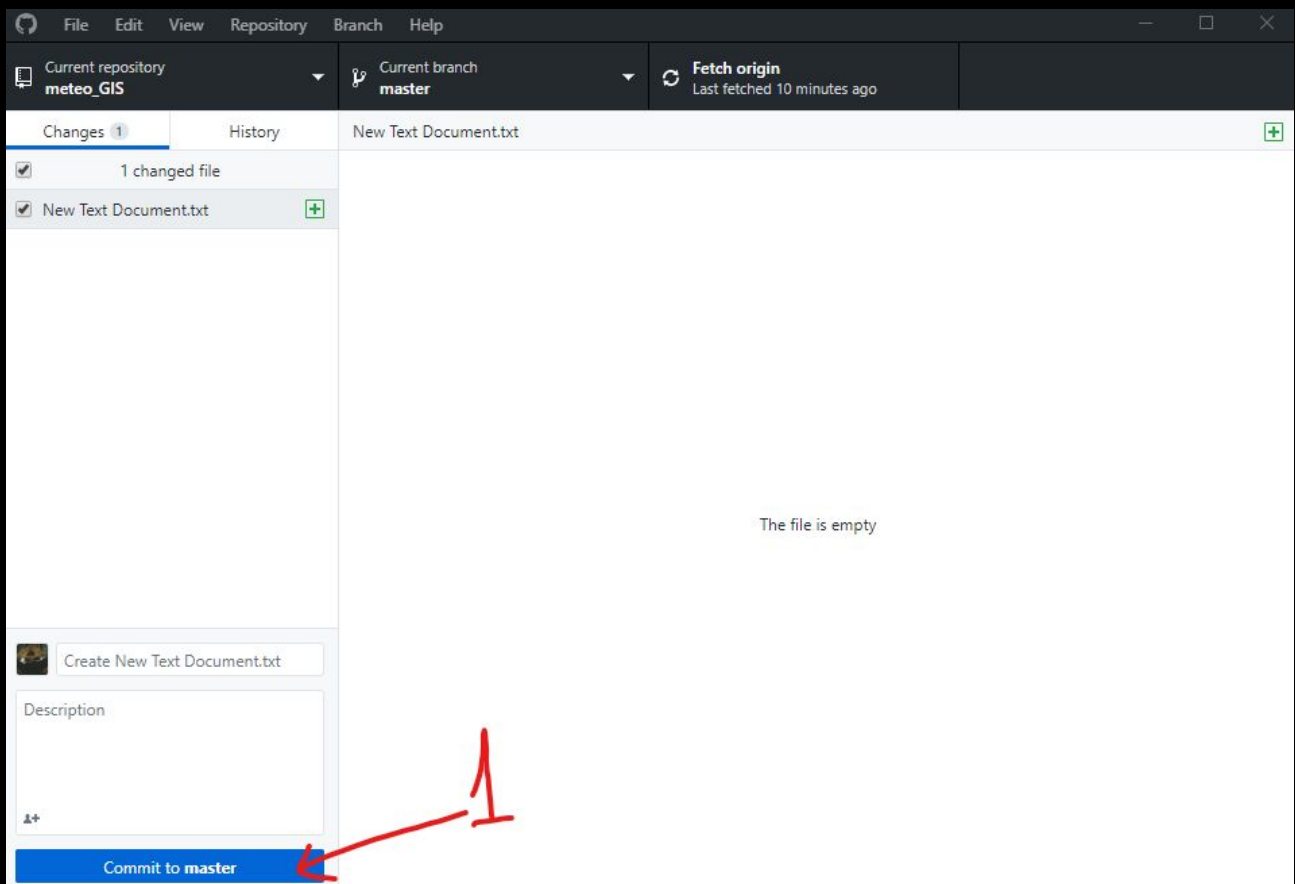 File Edit View Repository Branch Help
Current repository
meteo_GIS
Current branch
master
Fetch origin
Last fetched 10 minutes ago
Changes 1 History
New Text Document.txt
1 changed file
New Text Document.txt
The file is empty
Create New Text Document.txt
Description
1
Commit to master